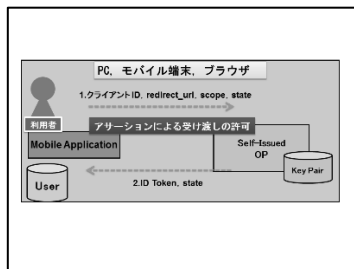 PC, モバイル端末, ブラウザ
1.クライアントID, redirect_url, scope, state
利用者
アサーションによる受け渡しの許可
Mobile Application
Self-Issued
OP
Key Pair
User
2.ID Token, state